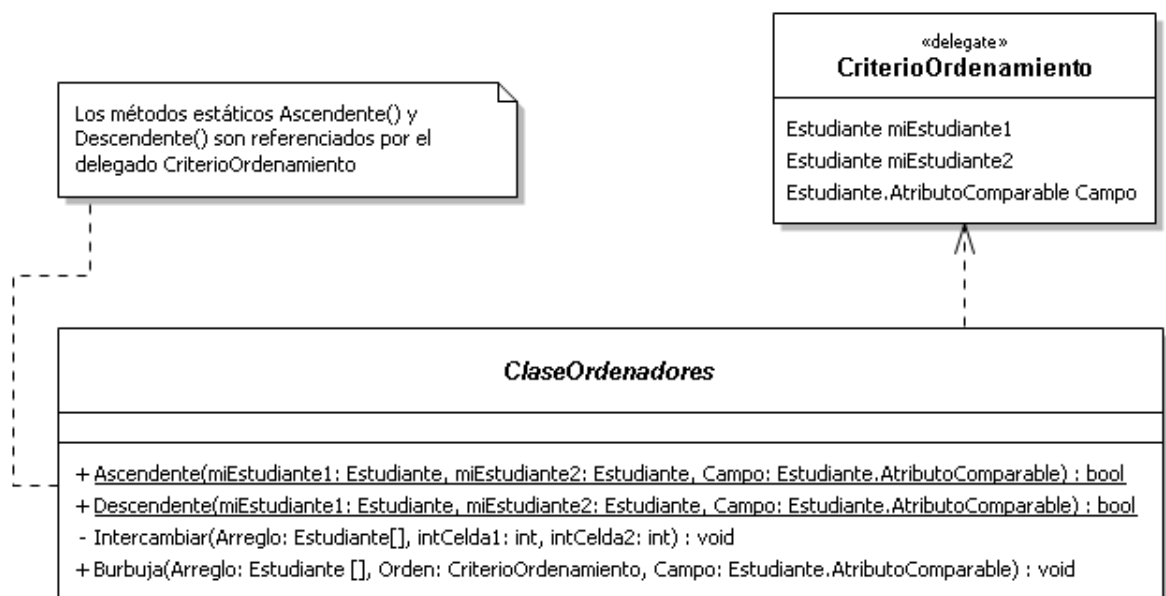 «delegate»
CriterioOrdenamiento
Estudiante miEstudiante1
Estudiante miEstudiante2
Estudiante.AtributoComparable Campo
Los métodos estáticos Ascendente() y
Descendente() son referenciados por el
delegado CriterioOrdenamiento
ClaseOrdenadores
+ Ascendente(miEstudiante1: Estudiante, miEstudiante2: Estudiante, Campo: Estudiante.AtributoComparable) : bool
+ Descendente(miEstudiante1: Estudiante, miEstudiante2: Estudiante, Campo: Estudiante.AtributoComparable) : bool
- Intercambiar(Arreglo: Estudiante[], intCelda1: int, intCelda2: int) : void
+ Burbuja(Arreglo: Estudiante [], Orden: CriterioOrdenamiento, Campo: Estudiante.AtributoComparable) : void